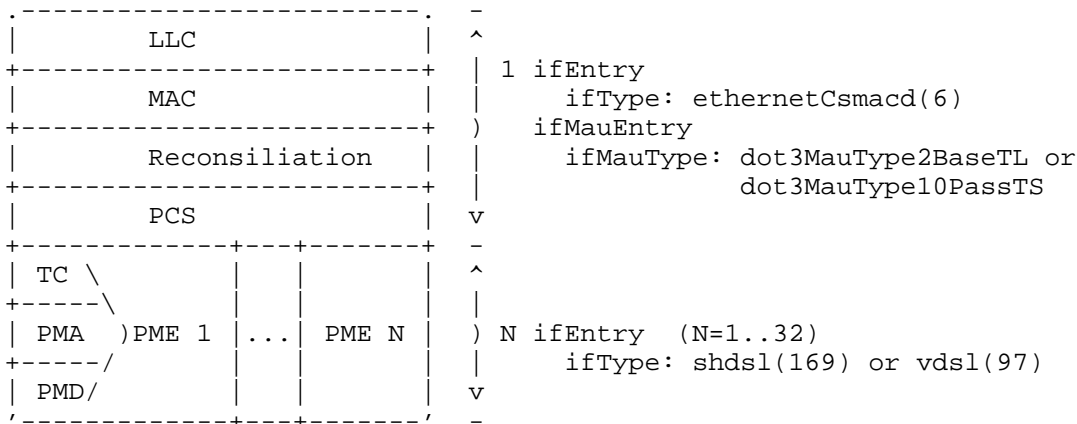 .---------------------------.  -
|        LLC                |  ^
+---------------------------+  | 1 ifEntry
|        MAC                |  |     ifType: ethernetCsmacd(6)
+---------------------------+  )   ifMauEntry
|        Reconsiliation     |  |     ifMauType: dot3MauType2BaseTL or
+---------------------------+  |                dot3MauType10PassTS
|        PCS                |  v
+--------------+---+--------+  -
| TC \         |   |        |  ^
+-----\        |   |        |  |
| PMA  )PME 1  |...|  PME N |  ) N ifEntry  (N=1..32)
+-----/        |   |        |  |     ifType: shdsl(169) or vdsl(97)
| PMD/         |   |        |  v
'--------------+---+--------'  -